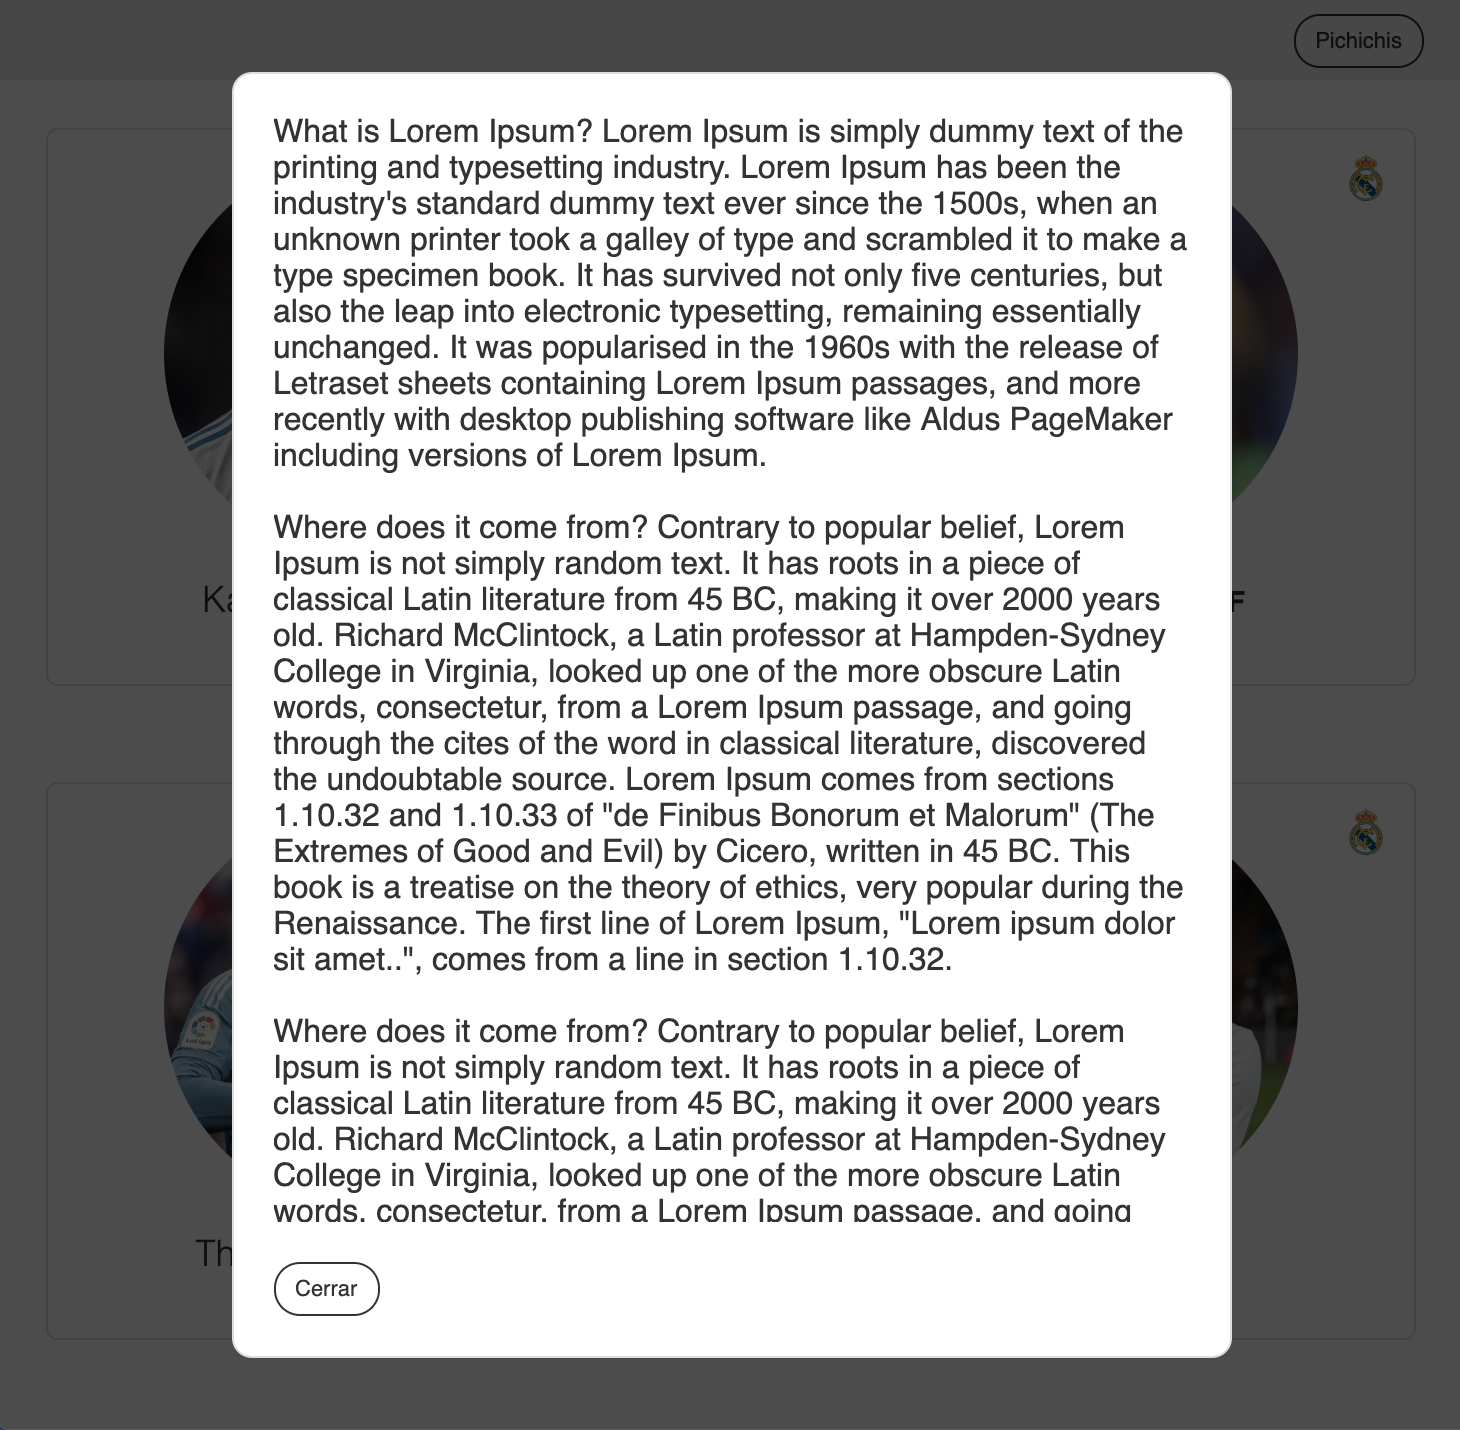 Pichichis
What is Lorem Ipsum? Lorem Ipsum is simply dummy text of the
printing and typesetting industry. Lorem Ipsum has been the
industry's standard dummy text ever since the 1500s, when an
unknown printer took a galley of type and scrambled it to make a
type specimen book. It has survived not only five centuries, but
also the leap into electronic typesetting, remaining essentially
unchanged. It was popularised in the 1960s with the release of
Letraset sheets containing Lorem Ipsum passages, and more
recently with desktop publishing software like Aldus PageMaker
including versions of Lorem Ipsum.
Where does it come from? Contrary to popular belief, Lorem
Ipsum is not simply random text. It has roots in a piece of
classical Latin literature from 45 BC, making it over 2000 years
old. Richard McClintock, a Latin professor at Hampden-Sydney
College in Virginia, looked up one of the more obscure Latin
words, consectetur, from a Lorem Ipsum passage, and going
through the cites of the word in classical literature, discovered
the undoubtable source. Lorem Ipsum comes from sections
1.10.32 and 1.10.33 of "de Finibus Bonorum et Malorum" (The
Extremes of Good and Evil) by Cicero, written in 45 BC. This
book is a treatise on the theory of ethics, very popular during the
Renaissance. The first line of Lorem Ipsum, "Lorem ipsum dolor
sit amet..", comes from a line in section 1.10.32.
Where does it come from? Contrary to popular belief, Lorem
Ipsum is not simply random text. It has roots in a piece of
classical Latin literature from 45 BC, making it over 2000 years
old. Richard McClintock, a Latin professor at Hampden-Sydney
College in Virginia, looked up one of the more obscure Latin
words, consectetur, from a Lorem Ipsum passage, and going
Cerrar